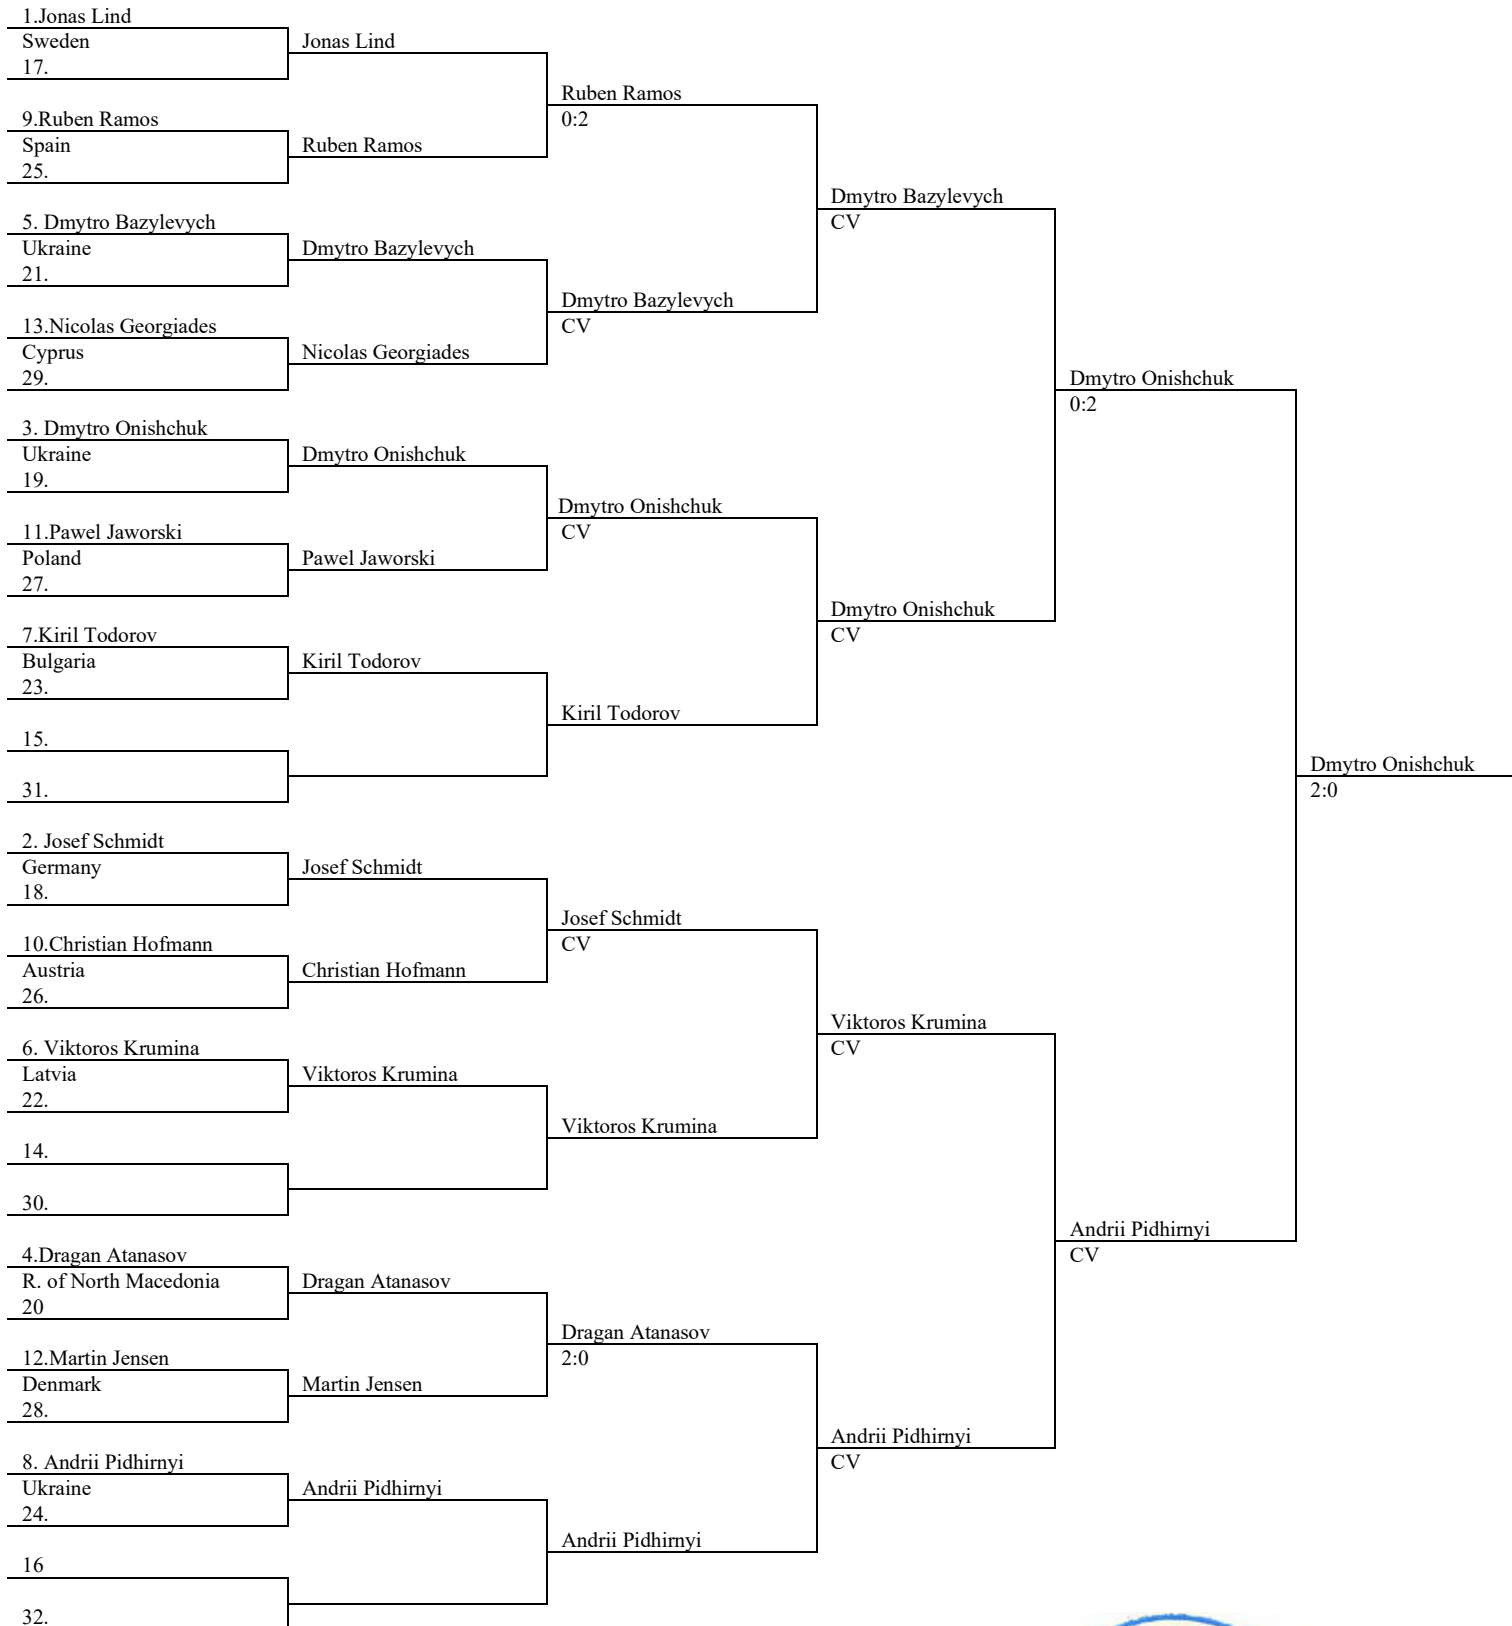 1.Jonas Lind
Sweden
17.
9.Ruben Ramos
Spain
25.
5. Dmytro Bazylevych
Ukraine
21.
13.Nicolas Georgiades
Cyprus
29.
3. Dmytro Onishchuk
Ukraine
19.
11.Pawel Jaworski
Poland
27.
7.Kiril Todorov
Bulgaria
23.
15.
31.
2. Josef Schmidt
Germany
18.
10.Christian Hofmann
Austria
26.
6. Viktoros Krumina
Latvia
22.
14.
30.
4.Dragan Atanasov
R. of North Macedonia
20
12.Martin Jensen
Denmark
28.
8. Andrii Pidhirnyi
Ukraine
24.
16
32.
Jonas Lind
Ruben Ramos
Dmytro Bazylevych
Nicolas Georgiades
Dmytro Onishchuk
Pawel Jaworski
Kiril Todorov
Josef Schmidt
Christian Hofmann
Viktoros Krumina
Dragan Atanasov
Martin Jensen
Andrii Pidhirnyi
Ruben Ramos
0:2
Dmytro Bazylevych
CV
Dmytro Onishchuk
CV
Kiril Todorov
Josef Schmidt
CV
Viktoros Krumina
Dragan Atanasov
2:0
Andrii Pidhirnyi
Dmytro Bazylevych
CV
Dmytro Onishchuk
CV
Viktoros Krumina
CV
Andrii Pidhirnyi
CV
Dmytro Onishchuk
0:2
Andrii Pidhirnyi
CV
Dmytro Onishchuk
2:0